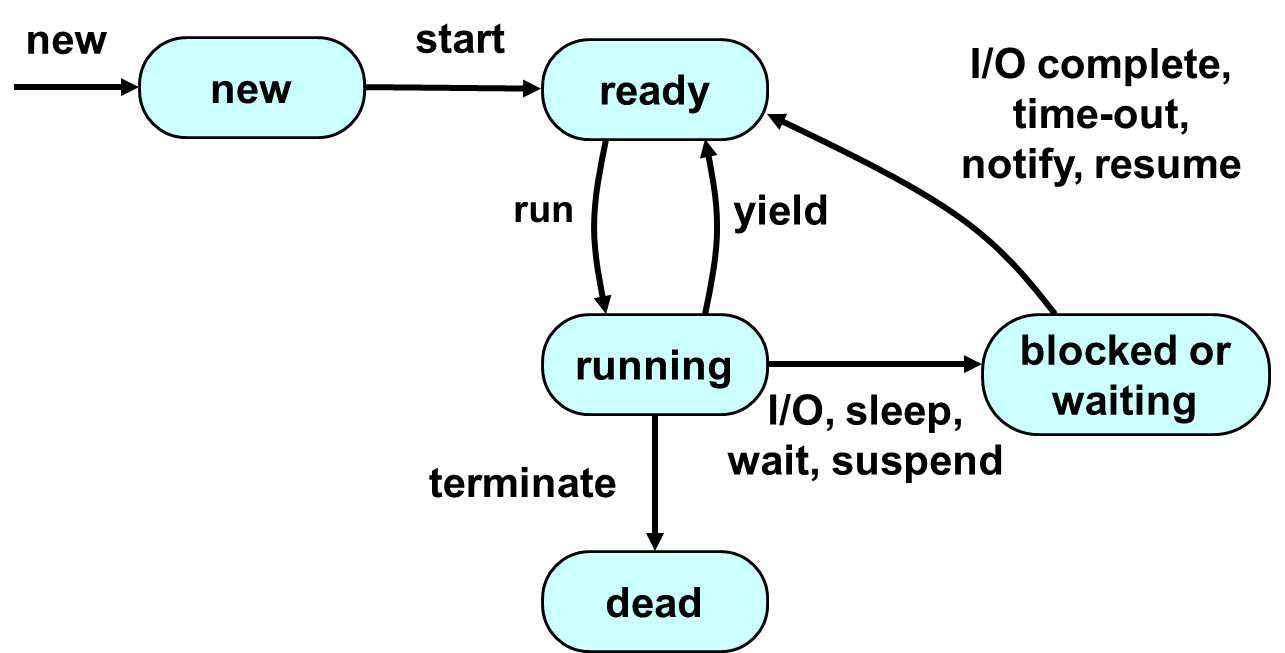 new
new
start
ready
I/O complete,
time-out,
notify, resume
run
yield
running
blocked or
waiting
I/O, sleep,
wait, suspend
terminate
dead